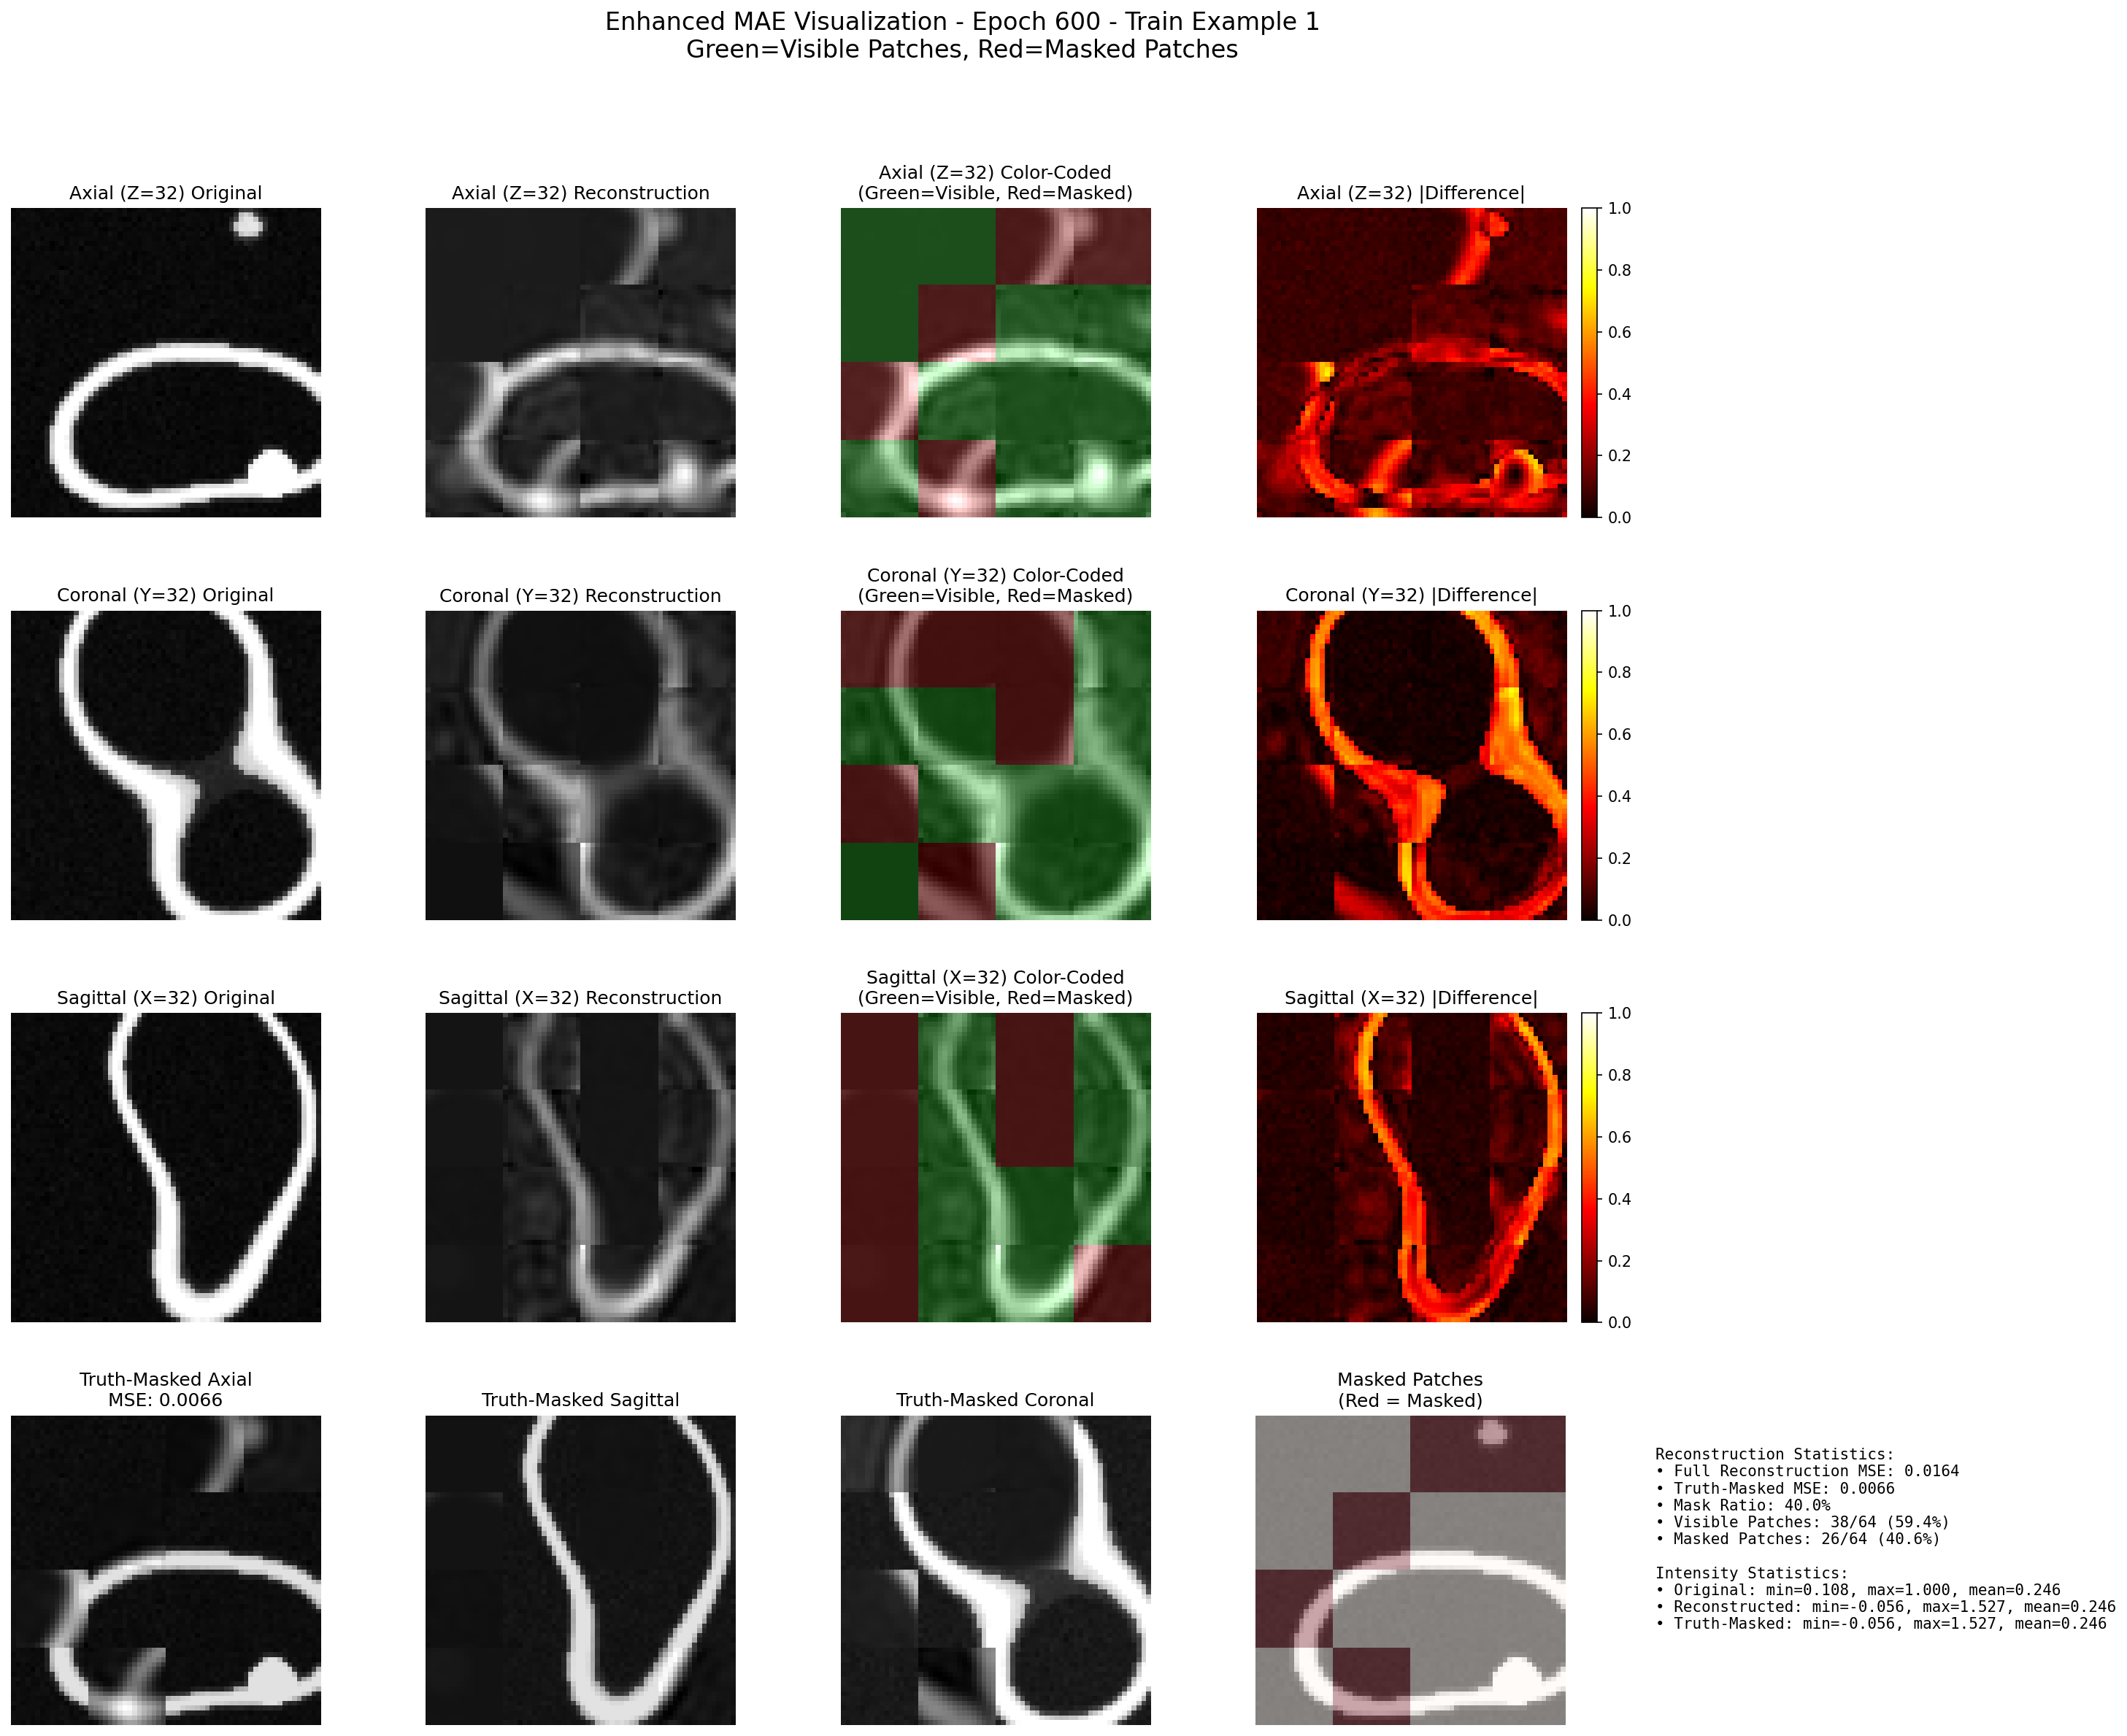 Enhanced MAE Visualization - Epoch 600 - Train Example 1
Green=Visible Patches, Red=Masked Patches
Axial (Z=32) Original
Axial (Z=32) Reconstruction
Axial (Z=32) Color-Coded
(Green=Visible, Red=Masked)
Axial (Z=32) |Difference|
1.0
0.8
0.6
0.4
0.2
0.0
Coronal (Y=32) Original
Coronal (Y=32) Reconstruction
Coronal (Y=32) Color-Coded
(Green=Visible, Red=Masked)
Coronal (Y=32) |Difference|
1.0
0.8
0.6
0.4
0.2
0.0
Sagittal (X=32) Original
Sagittal (X=32) Reconstruction
Sagittal (X=32) Color-Coded
(Green=Visible, Red=Masked)
Sagittal (X=32) |Difference|
1.0
0.8
0.6
0.4
0.2
0.0
Truth-Masked Axial
MSE: 0.0066
Truth-Masked Sagittal
Truth-Masked Coronal
Masked Patches
(Red = Masked)
Reconstruction Statistics:
• Full Reconstruction MSE: 0.0164
• Truth-Masked MSE: 0.0066
• Mask Ratio: 40.0%
• Visible Patches: 38/64 (59.4%)
• Masked Patches: 26/64 (40.6%)
Intensity Statistics:
• Original: min=0.108, max=1.000, mean=0.246
• Reconstructed: min=-0.056, max=1.527, mean=0.246
• Truth-Masked: min=-0.056, max=1.527, mean=0.246